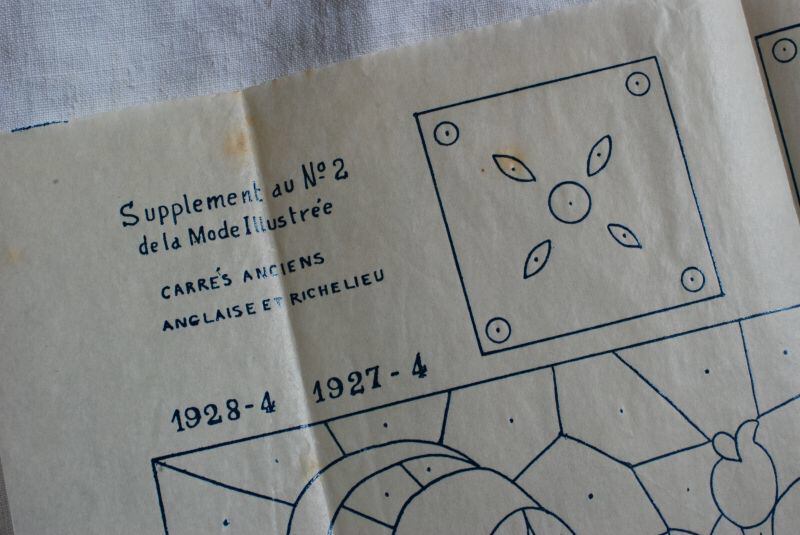 Supplement au Nº 2
de la Mode Illustrée
CARRÉS ANCIENS
ANGLAISE ET RICHELIEU
1928-4 1927-4